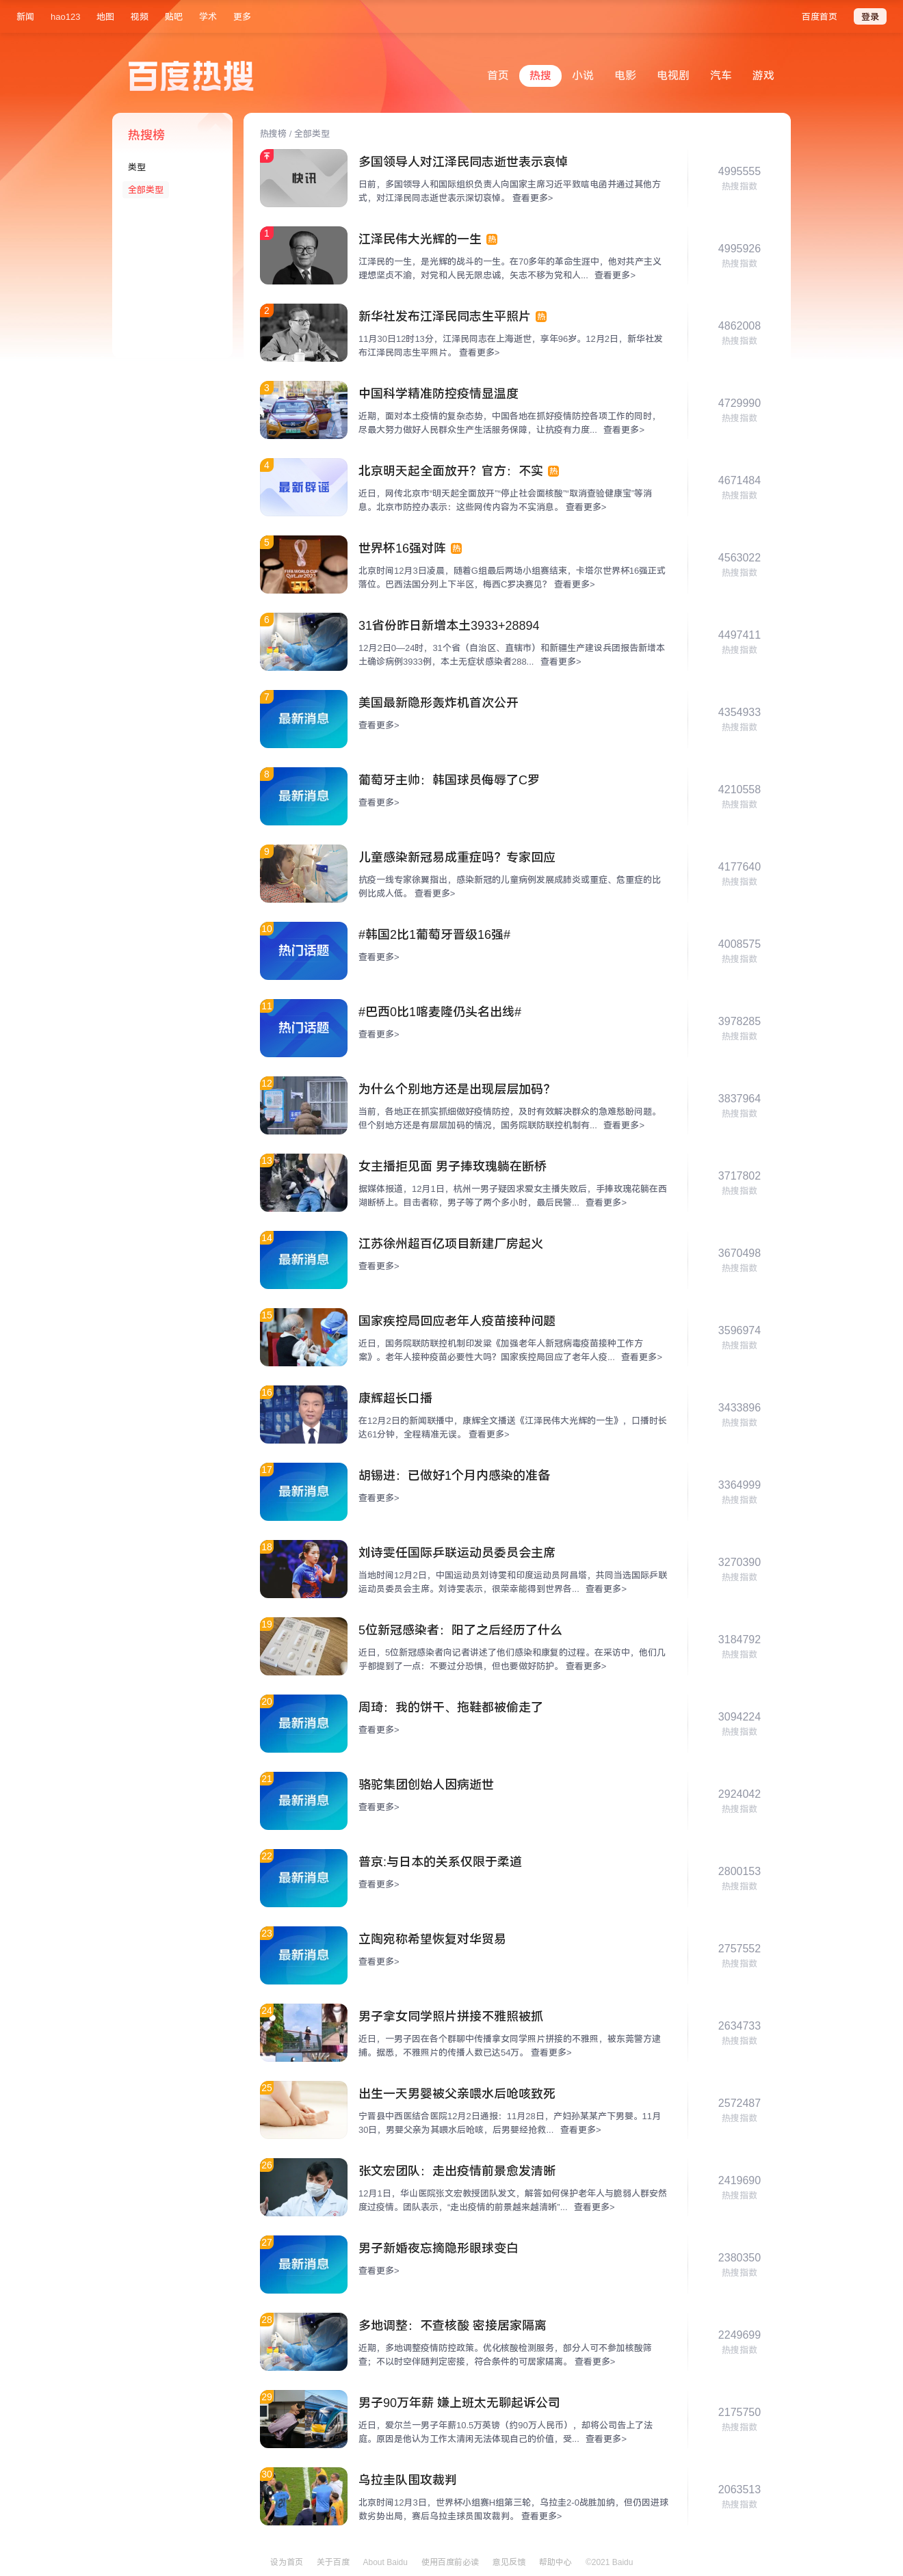 新闻 hao123 地图 视频 贴吧 学术 更多 百度首页 登录
百度热搜
首页 热搜 小说 电影 电视剧 汽车 游戏
热搜榜
类型
全部类型
热搜榜 / 全部类型
快讯
多国领导人对江泽民同志逝世表示哀悼
日前，多国领导人和国际组织负责人向国家主席习近平致唁电函并通过其他方
式，对江泽民同志逝世表示深切哀悼。 查看更多>
4995555
热搜指数
1
江泽民伟大光辉的一生 热
江泽民的一生，是光辉的战斗的一生。在70多年的革命生涯中，他对共产主义
理想坚贞不渝，对党和人民无限忠诚，矢志不移为党和人... 查看更多>
4995926
热搜指数
2
新华社发布江泽民同志生平照片 热
11月30日12时13分，江泽民同志在上海逝世，享年96岁。12月2日，新华社发
布江泽民同志生平照片。 查看更多>
4862008
热搜指数
3
中国科学精准防控疫情显温度
近期，面对本土疫情的复杂态势，中国各地在抓好疫情防控各项工作的同时，
尽最大努力做好人民群众生产生活服务保障，让抗疫有力度... 查看更多>
4729990
热搜指数
4
最新辟谣
北京明天起全面放开？官方：不实 热
近日，网传北京市“明天起全面放开”“停止社会面核酸”“取消查验健康宝”等消
息。北京市防控办表示：这些网传内容为不实消息。 查看更多>
4671484
热搜指数
5
世界杯16强对阵 热
北京时间12月3日凌晨，随着G组最后两场小组赛结束，卡塔尔世界杯16强正式
落位。巴西法国分列上下半区，梅西C罗决赛见？ 查看更多>
4563022
热搜指数
6
31省份昨日新增本土3933+28894
12月2日0—24时，31个省（自治区、直辖市）和新疆生产建设兵团报告新增本
土确诊病例3933例，本土无症状感染者288... 查看更多>
4497411
热搜指数
7
最新消息
美国最新隐形轰炸机首次公开
查看更多>
4354933
热搜指数
8
最新消息
葡萄牙主帅：韩国球员侮辱了C罗
查看更多>
4210558
热搜指数
9
儿童感染新冠易成重症吗？专家回应
抗疫一线专家徐翼指出，感染新冠的儿童病例发展成肺炎或重症、危重症的比
例比成人低。 查看更多>
4177640
热搜指数
10
热门话题
#韩国2比1葡萄牙晋级16强#
查看更多>
4008575
热搜指数
11
热门话题
#巴西0比1喀麦隆仍头名出线#
查看更多>
3978285
热搜指数
12
为什么个别地方还是出现层层加码？
当前，各地正在抓实抓细做好疫情防控，及时有效解决群众的急难愁盼问题。
但个别地方还是有层层加码的情况，国务院联防联控机制有... 查看更多>
3837964
热搜指数
13
女主播拒见面 男子捧玫瑰躺在断桥
据媒体报道，12月1日，杭州一男子疑因求爱女主播失败后，手捧玫瑰花躺在西
湖断桥上。目击者称，男子等了两个多小时，最后民警... 查看更多>
3717802
热搜指数
14
最新消息
江苏徐州超百亿项目新建厂房起火
查看更多>
3670498
热搜指数
15
国家疾控局回应老年人疫苗接种问题
近日，国务院联防联控机制印发粱《加强老年人新冠病毒疫苗接种工作方
案》。老年人接种疫苗必要性大吗？国家疾控局回应了老年人疫... 查看更多>
3596974
热搜指数
16
康辉超长口播
在12月2日的新闻联播中，康辉全文播送《江泽民伟大光辉的一生》，口播时长
达61分钟，全程精准无误。 查看更多>
3433896
热搜指数
17
最新消息
胡锡进：已做好1个月内感染的准备
查看更多>
3364999
热搜指数
18
刘诗雯任国际乒联运动员委员会主席
当地时间12月2日，中国运动员刘诗雯和印度运动员阿昌塔，共同当选国际乒联
运动员委员会主席。刘诗雯表示，很荣幸能得到世界各... 查看更多>
3270390
热搜指数
19
5位新冠感染者：阳了之后经历了什么
近日，5位新冠感染者向记者讲述了他们感染和康复的过程。在采访中，他们几
乎都提到了一点：不要过分恐惧，但也要做好防护。 查看更多>
3184792
热搜指数
20
最新消息
周琦：我的饼干、拖鞋都被偷走了
查看更多>
3094224
热搜指数
21
最新消息
骆驼集团创始人因病逝世
查看更多>
2924042
热搜指数
22
最新消息
普京:与日本的关系仅限于柔道
查看更多>
2800153
热搜指数
23
最新消息
立陶宛称希望恢复对华贸易
查看更多>
2757552
热搜指数
24
男子拿女同学照片拼接不雅照被抓
近日，一男子因在各个群聊中传播拿女同学照片拼接的不雅照，被东莞警方逮
捕。据悉，不雅照片的传播人数已达54万。 查看更多>
2634733
热搜指数
25
出生一天男婴被父亲喂水后呛咳致死
宁晋县中西医结合医院12月2日通报：11月28日，产妇孙某某产下男婴。11月
30日，男婴父亲为其喂水后呛咳，后男婴经抢救... 查看更多>
2572487
热搜指数
26
张文宏团队：走出疫情前景愈发清晰
12月1日，华山医院张文宏教授团队发文，解答如何保护老年人与脆弱人群安然
度过疫情。团队表示，“走出疫情的前景越来越清晰”... 查看更多>
2419690
热搜指数
27
最新消息
男子新婚夜忘摘隐形眼球变白
查看更多>
2380350
热搜指数
28
多地调整：不查核酸 密接居家隔离
近期，多地调整疫情防控政策。优化核酸检测服务，部分人可不参加核酸筛
查；不以时空伴随判定密接，符合条件的可居家隔离。 查看更多>
2249699
热搜指数
29
男子90万年薪 嫌上班太无聊起诉公司
近日，爱尔兰一男子年薪10.5万英镑（约90万人民币），却将公司告上了法
庭。原因是他认为工作太清闲无法体现自己的价值，受... 查看更多>
2175750
热搜指数
30
乌拉圭队围攻裁判
北京时间12月3日，世界杯小组赛H组第三轮，乌拉圭2-0战胜加纳，但仍因进球
数劣势出局，赛后乌拉圭球员围攻裁判。 查看更多>
2063513
热搜指数
设为首页 关于百度 About Baidu 使用百度前必读 意见反馈 帮助中心 ©2021 Baidu